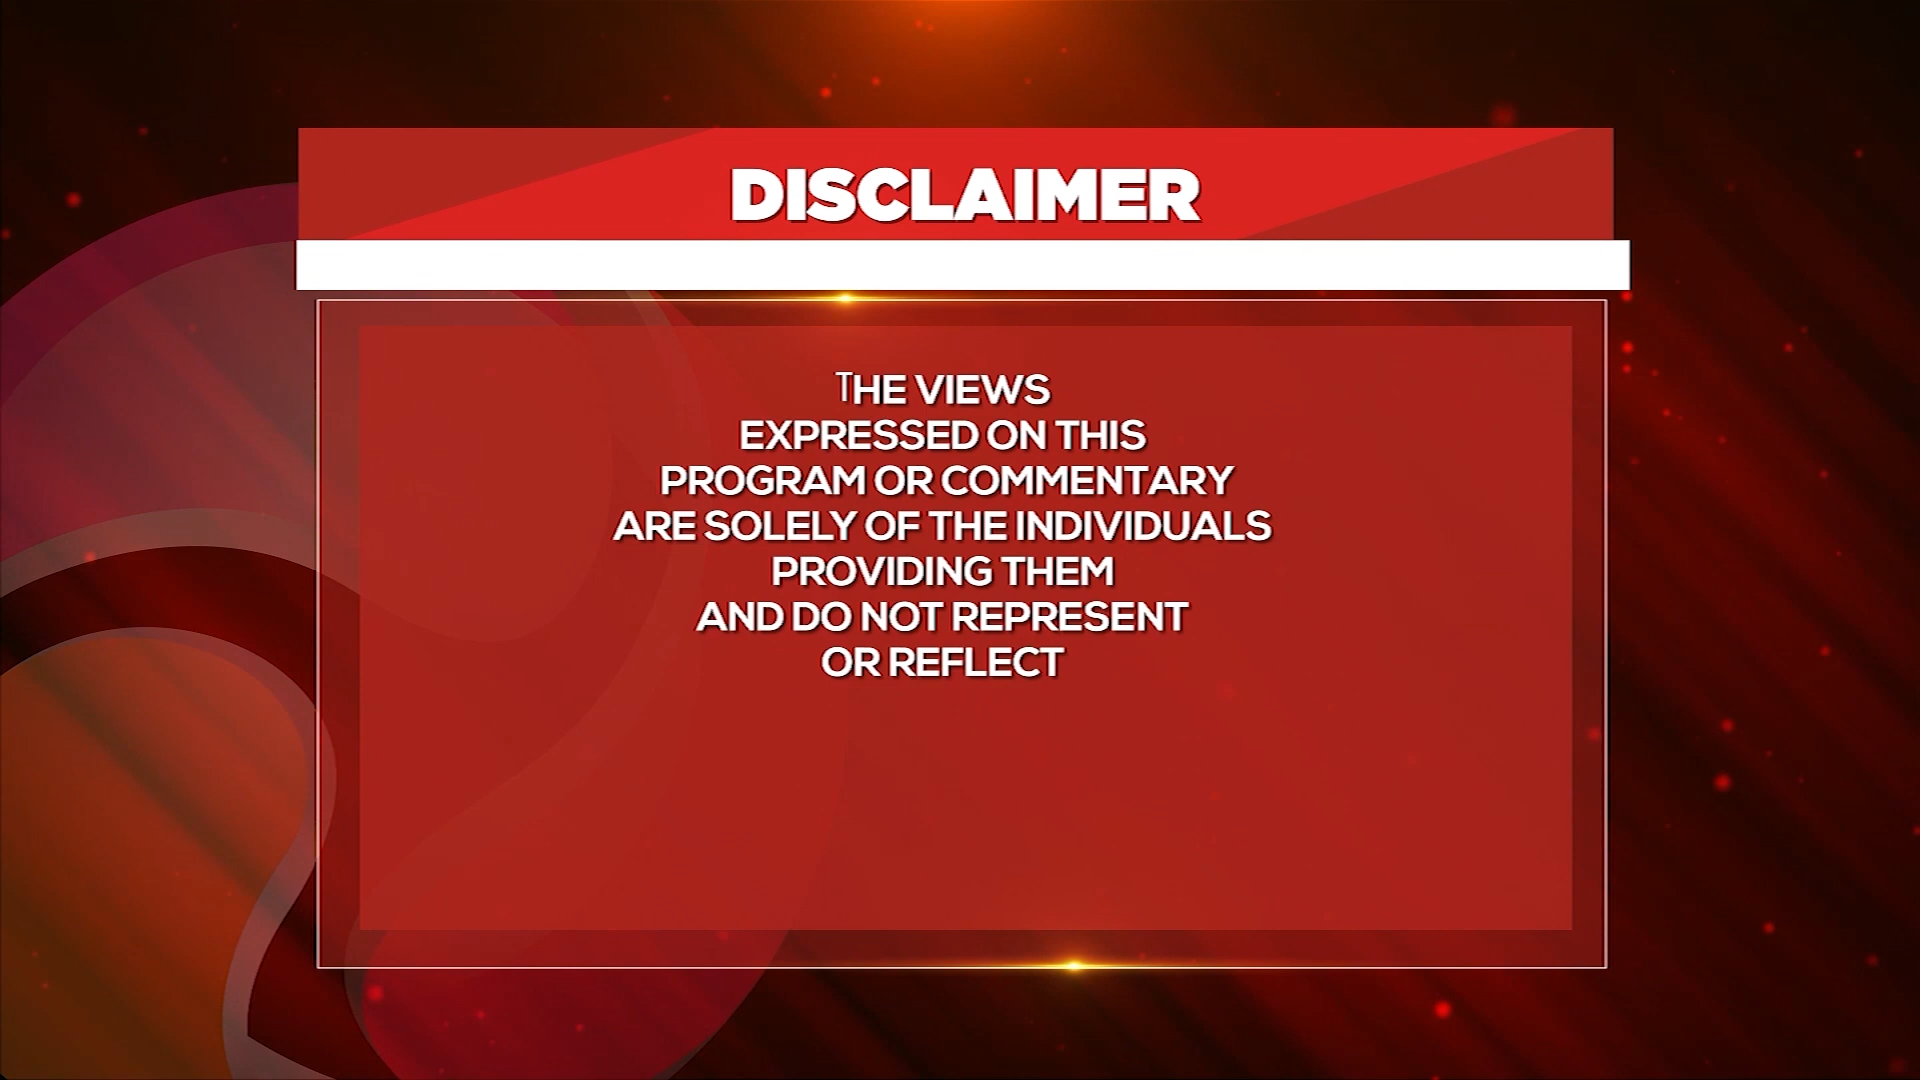 DISCLAIMER
THE VIEWS
EXPRESSED ON THIS
PROGRAM OR COMMENTARY
ARE SOLELY OF THE INDIVIDUALS
PROVIDING THEM
AND DO NOT REPRESENT
OR REFLECT